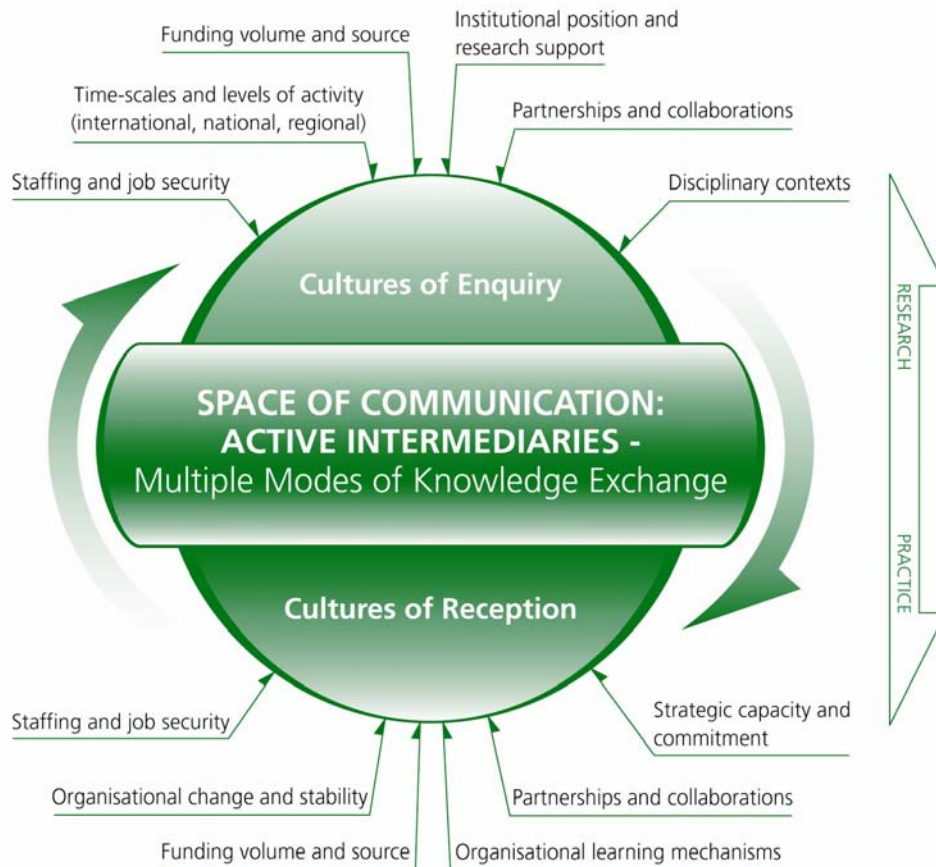 Funding volume and source
Institutional position and
research support
Time-scales and levels of activity
(international, national, regional)
Partnerships and collaborations
Staffing and job security
Disciplinary contexts
Cultures of Enquiry
RESEARCH
SPACE OF COMMUNICATION:
ACTIVE INTERMEDIARIES -
Multiple Modes of Knowledge Exchange
PRACTICE
Cultures of Reception
Staffing and job security
Strategic capacity and
commitment
Organisational change and stability
Partnerships and collaborations
Funding volume and source
Organisational learning mechanisms